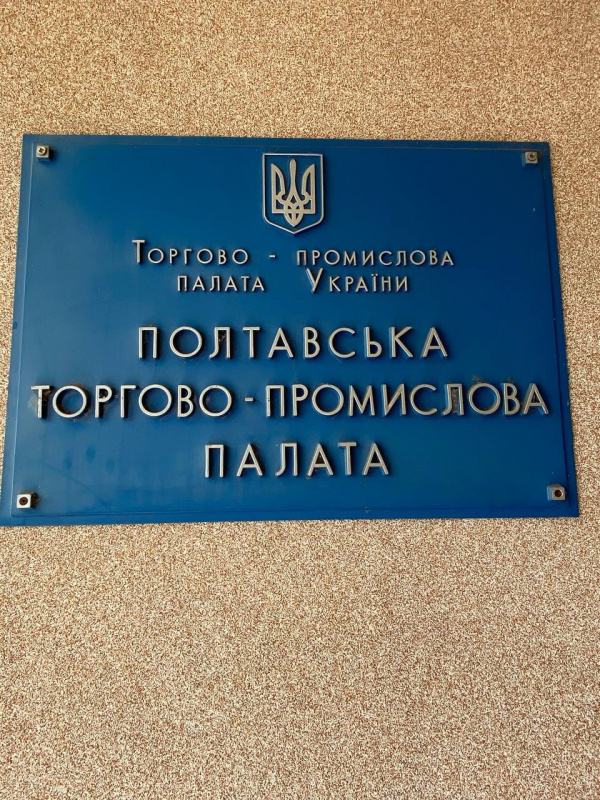 Торгово - промислова
палата України
ПОЛТАВСЬКА
ТОРГОВО - ПРОМИСЛОВА
ПАЛАТА